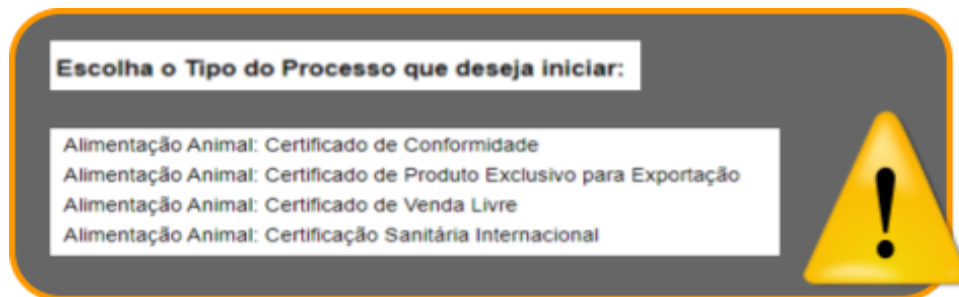 Escolha o Tipo do Processo que deseja iniciar:
Alimentação Animal: Certificado de Conformidade
Alimentação Animal: Certificado de Produto Exclusivo para Exportação
Alimentação Animal: Certificado de Venda Livre
Alimentação Animal: Certificação Sanitária Internacional
!